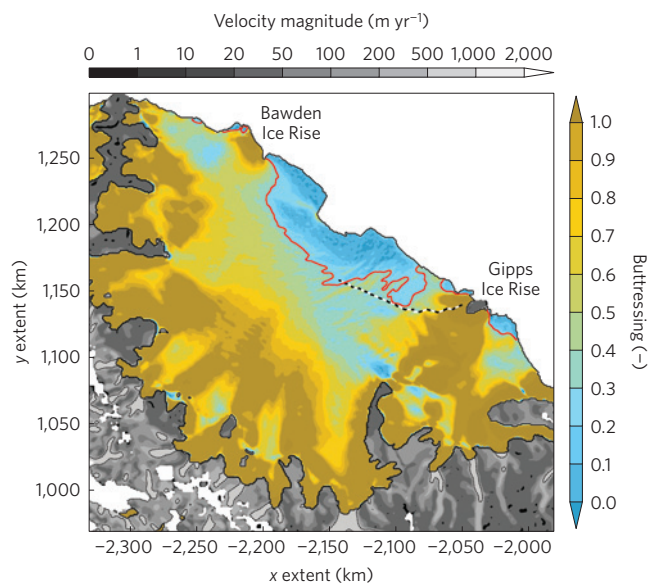 Velocity magnitude (m yr⁻¹)
0 1 10 20 50 100 200 500 1,000 2,000
Bawden
Ice Rise
Gipps
Ice Rise
1,250
1,200
1,150
1,100
1,050
1,000
y extent (km)
−2,300 −2,250 −2,200 −2,150 −2,100 −2,050 −2,000
x extent (km)
1.0
0.9
0.8
0.7
0.6
0.5
0.4
0.3
0.2
0.1
0.0
Buttressing (–)